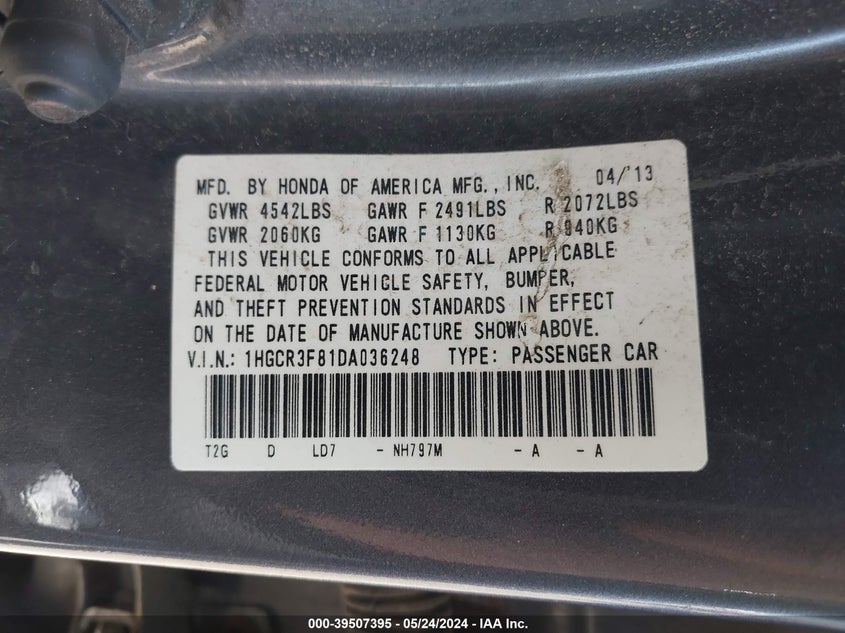 MFD. BY HONDA OF AMERICA MFG., INC. 04/13
GVWR 4542LBS GAWR F 2491LBS R 2072LBS
GVWR 2060KG GAWR F 1130KG R 940KG
THIS VEHICLE CONFORMS TO ALL APPLICABLE
FEDERAL MOTOR VEHICLE SAFETY, BUMPER,
AND THEFT PREVENTION STANDARDS IN EFFECT
ON THE DATE OF MANUFACTURE SHOWN ABOVE.
V.I.N.: 1HGCR3F81DA036248 TYPE: PASSENGER CAR
T2G D LD7 - NH797M - A - A
000-39507395 - 05/24/2024 - IAA Inc.